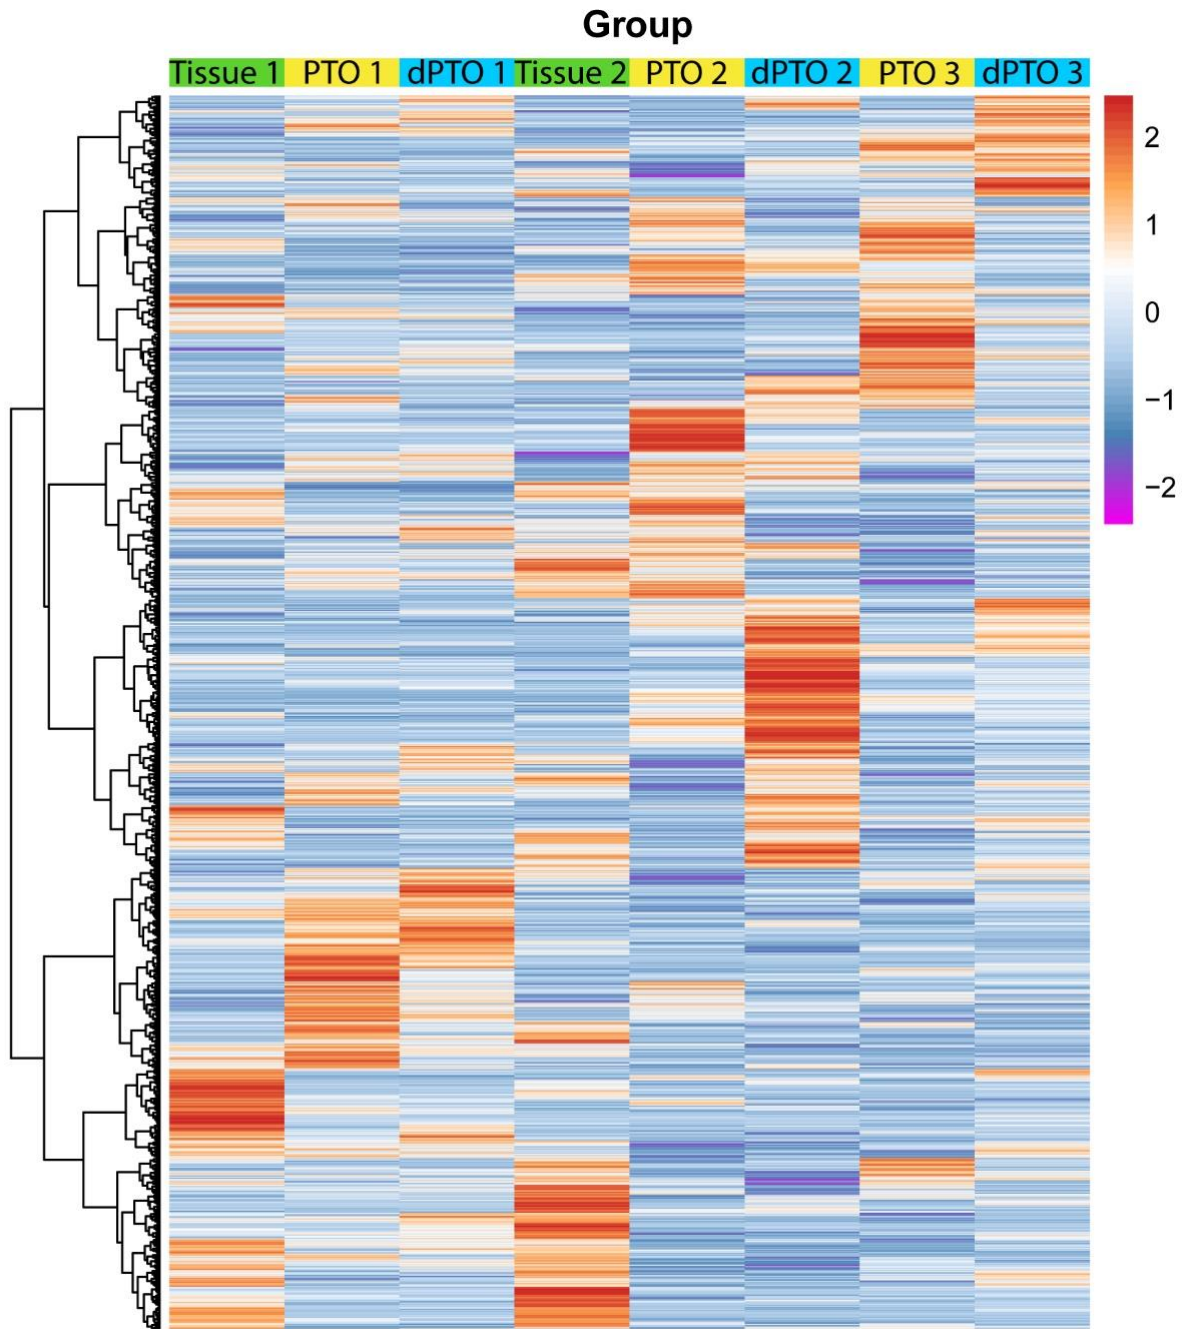 Group
Tissue 1 PTO 1 dPTO 1 Tissue 2 PTO 2 dPTO 2 PTO 3 dPTO 3
2
1
0
−1
−2